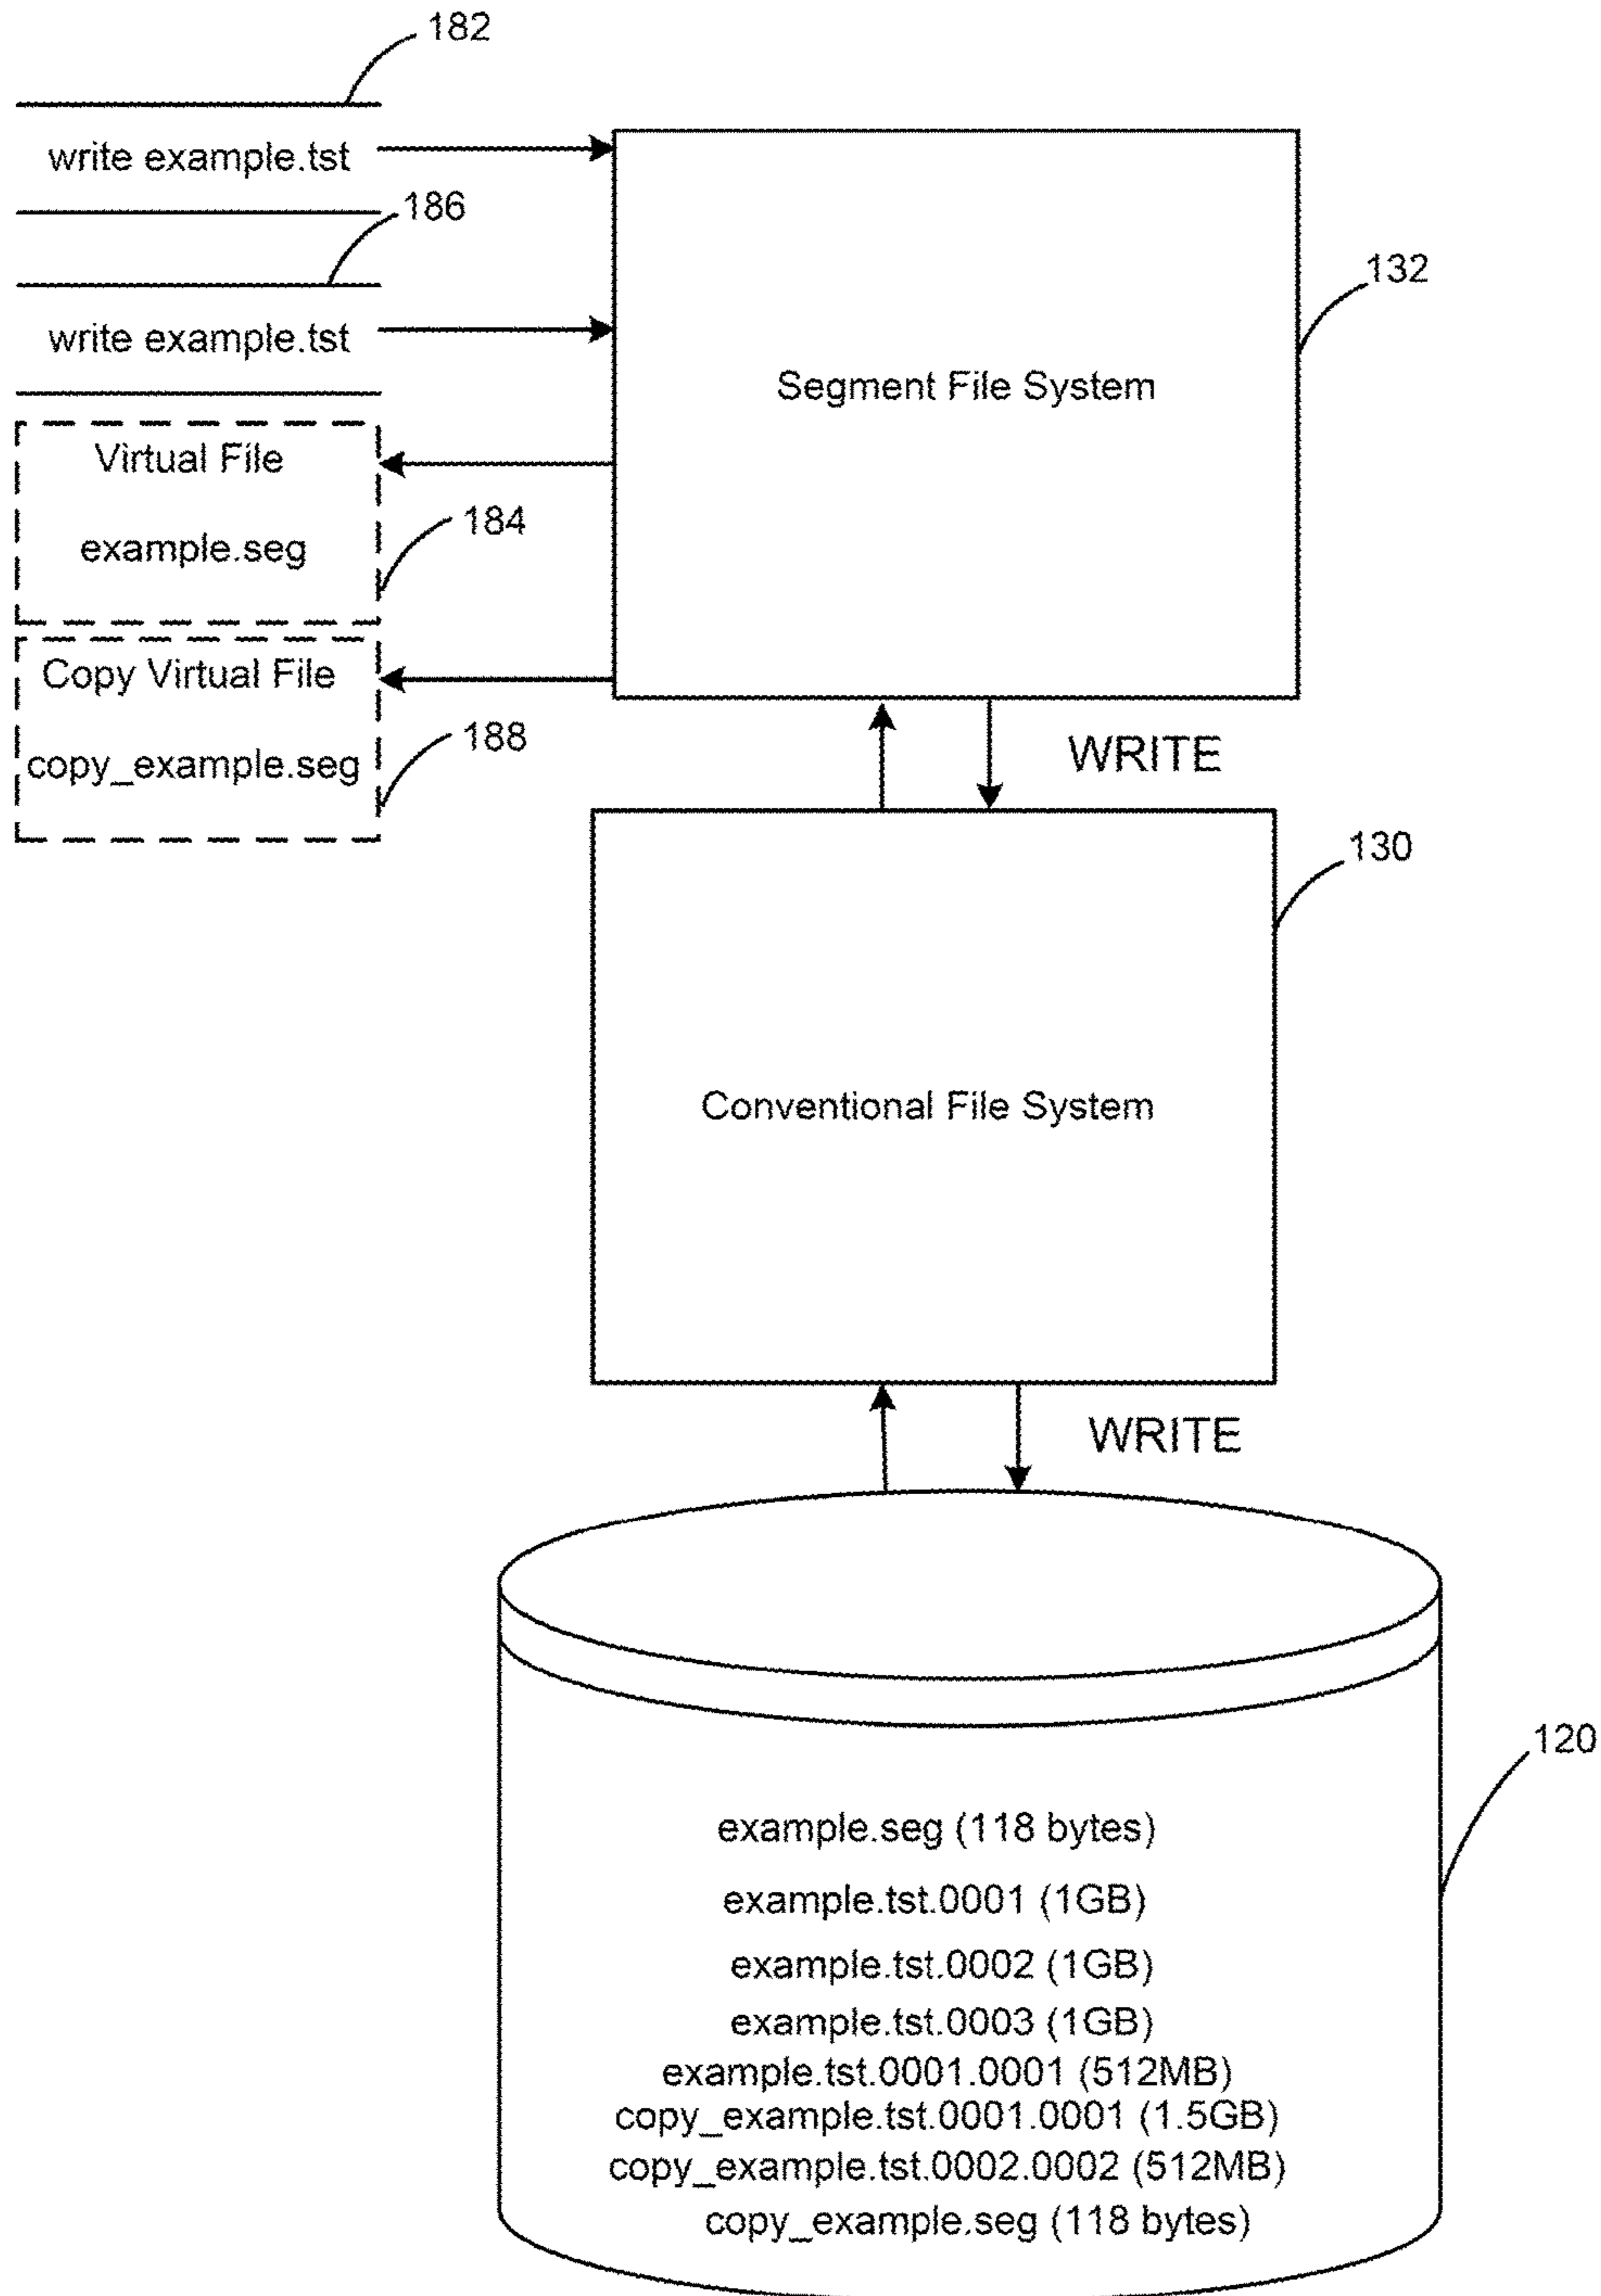 182
write example.tst
186
132
write example.tst
Segment File System
Virtual File
184
example.seg
Copy Virtual File
188
WRITE
copy_example.seg
130
Conventional File System
WRITE
120
example.seg (118 bytes)
example.tst.0001 (1GB)
example.tst.0002 (1GB)
example.tst.0003 (1GB)
example.tst.0001.0001 (512MB)
copy_example.tst.0001.0001 (1.5GB)
copy_example.tst.0002.0002 (512MB)
copy_example.seg (118 bytes)